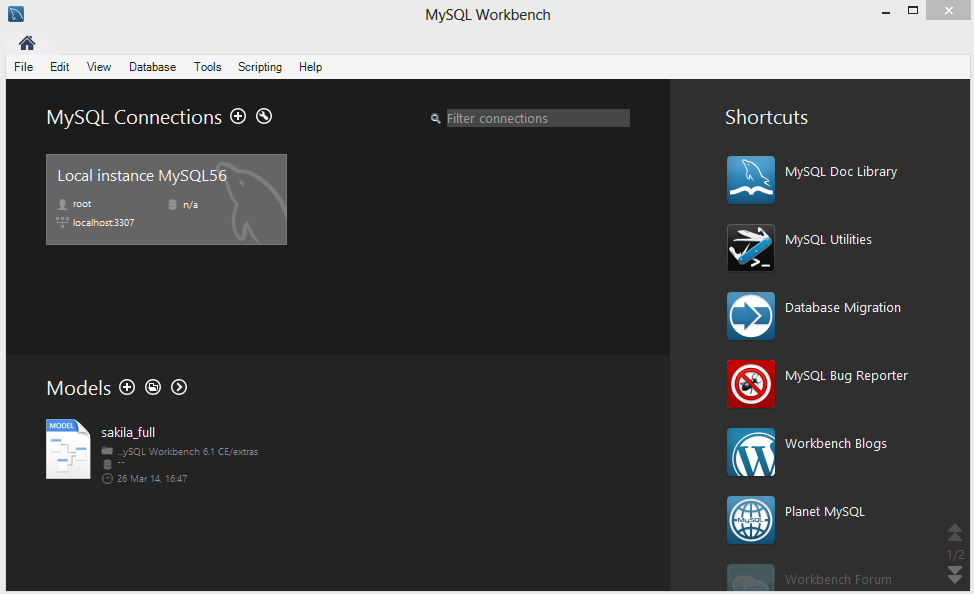 MySQL Workbench
File Edit View Database Tools Scripting Help
MySQL Connections
Filter connections
Local instance MySQL56
root
n/a
localhost:3307
Models
MODEL
sakila_full
..ySQL Workbench 6.1 CE/extras
--
26 Mar 14, 16:47
Shortcuts
MySQL Doc Library
MySQL Utilities
Database Migration
MySQL Bug Reporter
Workbench Blogs
MySQL
Planet MySQL
Workbench Forum
1/2